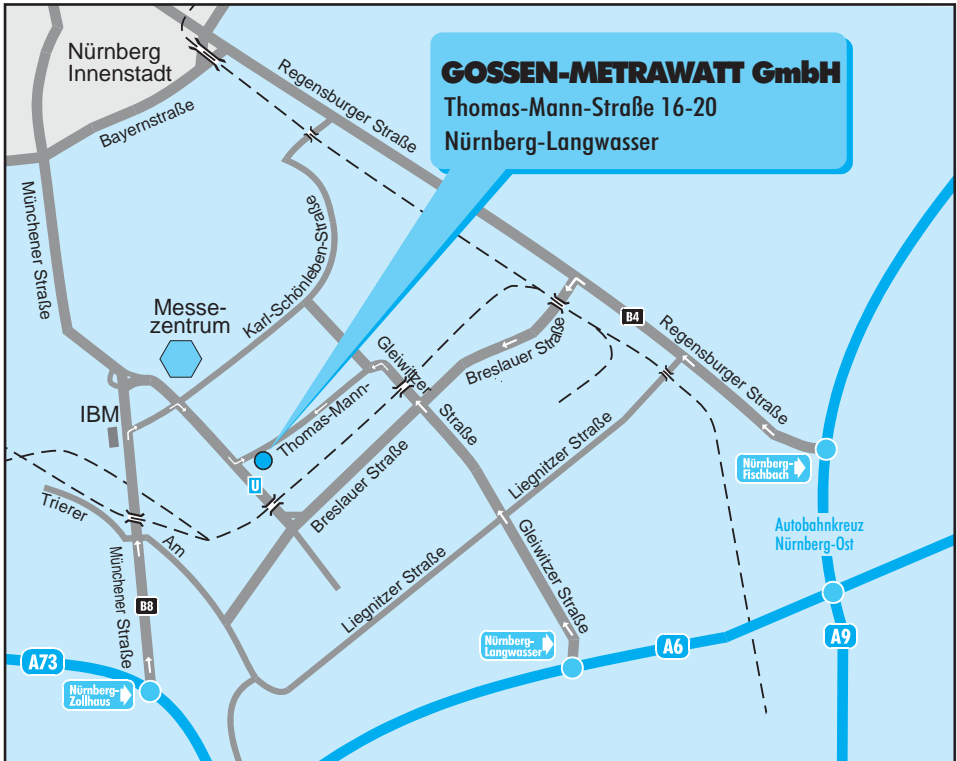 Nürnberg
Innenstadt
Bayernstraße
Regensburger Straße
GOSSEN-METRAWATT GmbH
Thomas-Mann-Straße 16-20
Nürnberg-Langwasser
Münchener Straße
Karl-Schönleben-Straße
Messe-
zentrum
IBM
Gleiwitzer
Straße
Thomas-Mann-
U
Breslauer Straße
Breslauer Straße
B4
Regensburger Straße
Nürnberg-
Fischbach
Liegnitzer Straße
Autobahnkreuz
Nürnberg-Ost
Trierer
Am
Gleiwitzer Straße
Liegnitzer Straße
Münchener Straße
B8
Nürnberg-
Langwasser
A6
A9
A73
Nürnberg-
Zollhaus